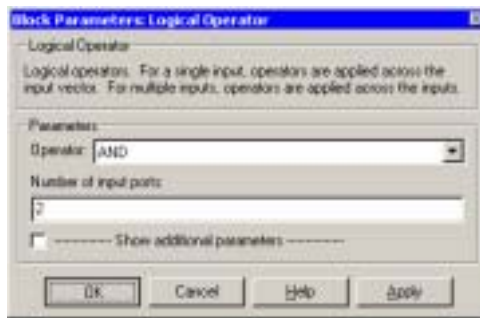 Block Parameters: Logical Operator
Logical Operator
Logical operators. For a single input, operators are applied across the
input vector. For multiple inputs, operators are applied across the inputs.
Parameters
Operator: AND
Number of input ports:
2
---------- Show additional parameters ----------
OK Cancel Help Apply